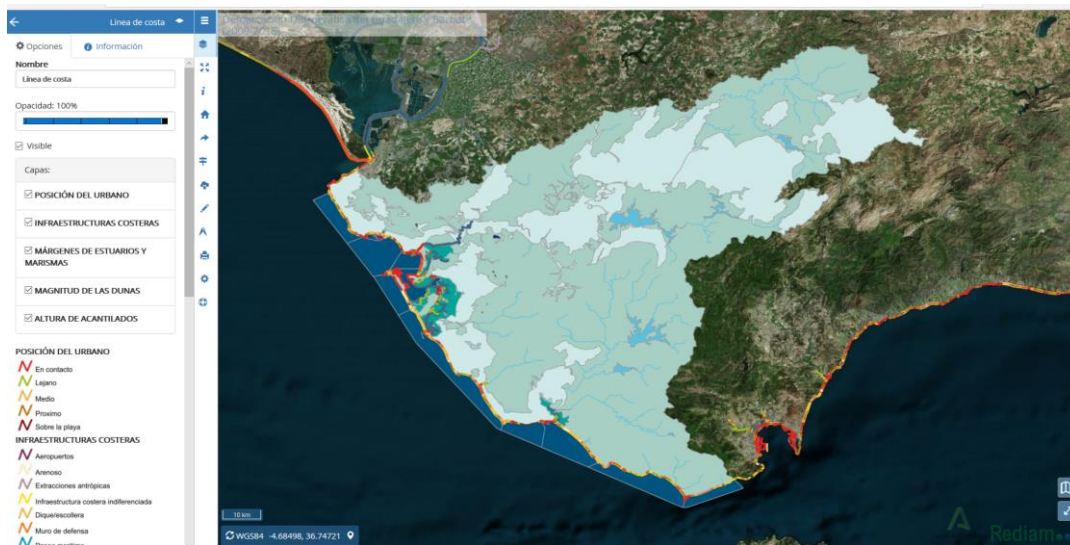 Línea de costa
Opciones
Información
Nombre
Línea de costa
Opacidad: 100%
Visible
Capas:
POSICIÓN DEL URBANO
INFRAESTRUCTURAS COSTERAS
MÁRGENES DE ESTUARIOS Y
MARISMAS
MAGNITUD DE LAS DUNAS
ALTURA DE ACANTILADOS
POSICIÓN DEL URBANO
En contacto
Lejano
Medio
Proximo
Sobre la playa
INFRAESTRUCTURAS COSTERAS
Aeropuertos
Arenoso
Extracciones antrópicas
Infraestructura costera indiferenciada
Dique/escollera
Muro de defensa
10 km
WGS84 -4.68498, 36.74721
Rediam